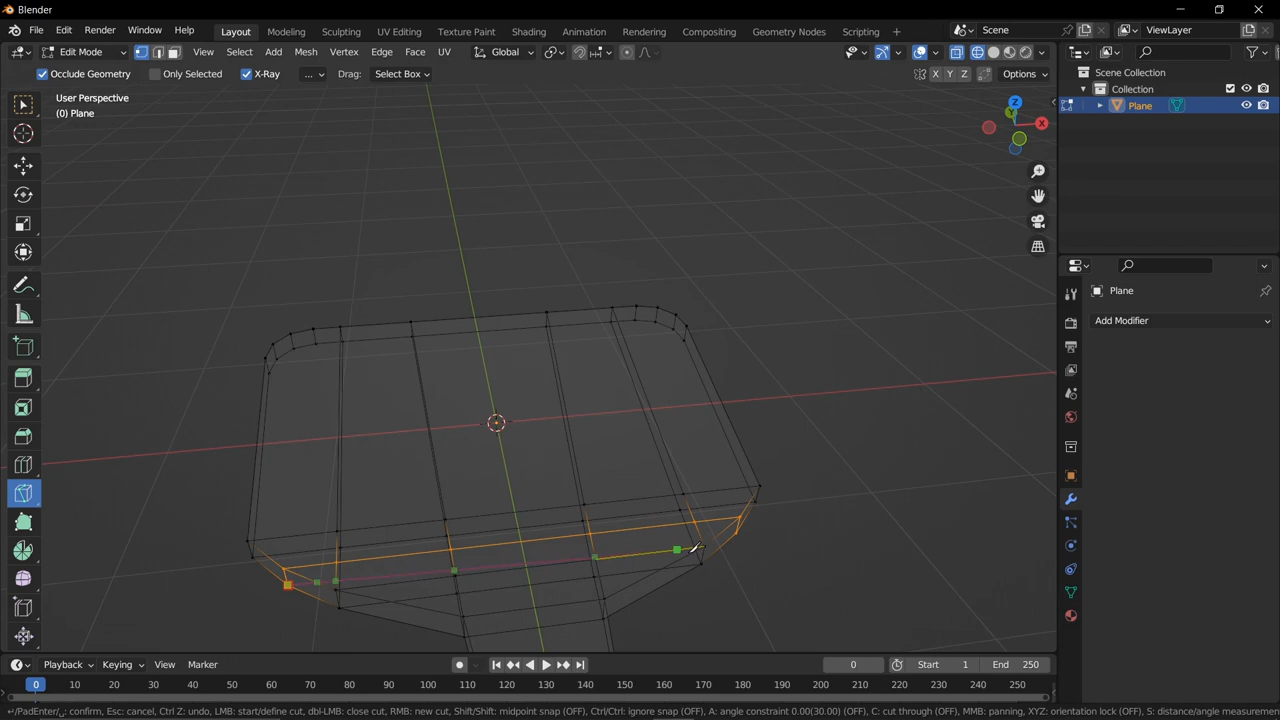 Blender
File Edit Render Window Help Layout Modeling Sculpting UV Editing Texture Paint Shading Animation Rendering Compositing Geometry Nodes Scripting + Scene ViewLayer
Edit Mode View Select Add Mesh Vertex Edge Face UV Global
Occlude Geometry Only Selected X-Ray ... Drag: Select Box X Y Z Options
Scene Collection
Collection
Plane
User Perspective
(0) Plane
Z
Y
X
Plane
Add Modifier
Playback Keying View Marker 0 Start 1 End 250
0 10 20 30 40 50 60 70 80 90 100 110 120 130 140 150 160 170 180 190 200 210 220 230 240 250
↵/PadEnter/␣: confirm, Esc: cancel, Ctrl Z: undo, LMB: start/define cut, dbl-LMB: close cut, RMB: new cut, Shift/Shift: midpoint snap (OFF), Ctrl/Ctrl: ignore snap (OFF), A: angle constraint 0.00(30.00) (OFF), C: cut through (OFF), MMB: panning, XYZ: orientation lock (OFF), S: distance/angle measurem